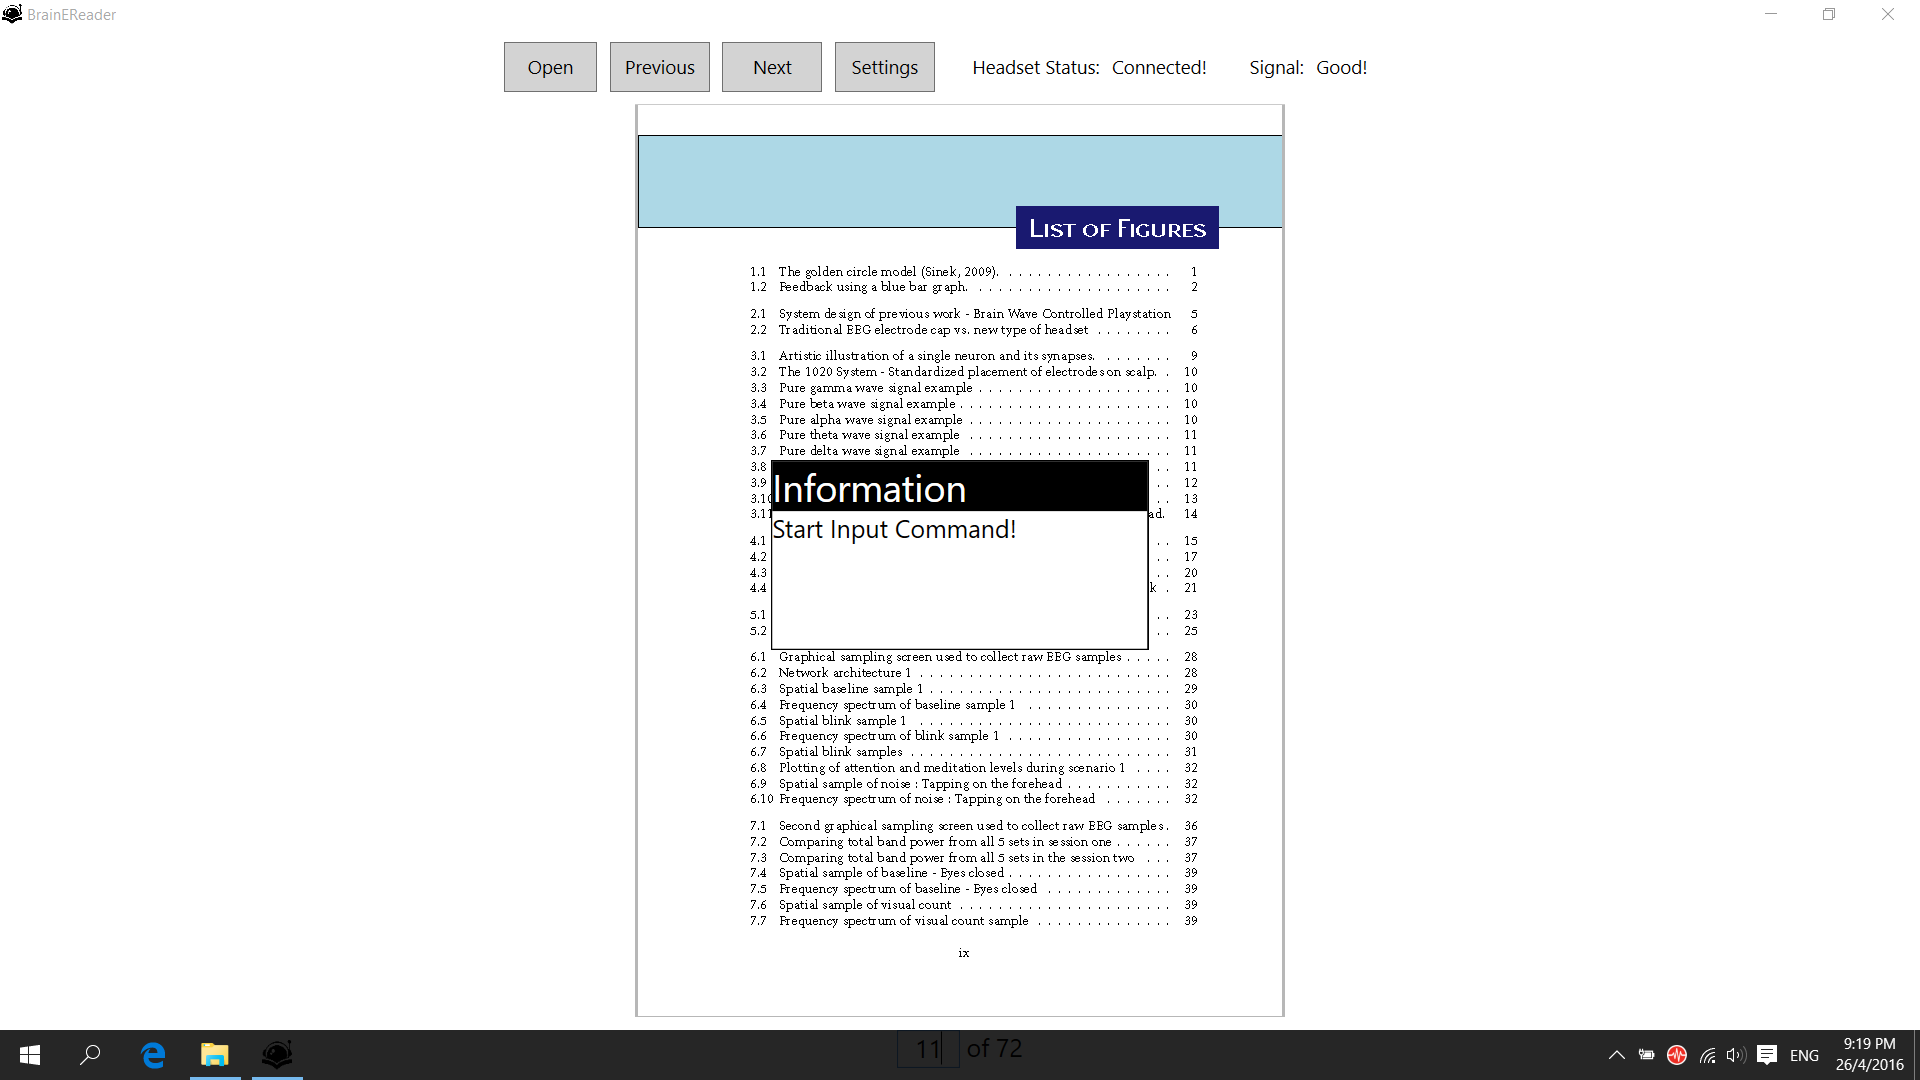 BrainEReader
Open Previous Next Settings Headset Status: Connected! Signal: Good!
LIST OF FIGURES
1.1 The golden circle model (Sinek, 2009). . . . . . . . . . . . . . . . . . . 1
1.2 Feedback using a blue bar graph. . . . . . . . . . . . . . . . . . . . . 2
2.1 System design of previous work - Brain Wave Controlled Playstation 5
2.2 Traditional EEG electrode cap vs. new type of headset . . . . . . . . 6
3.1 Artistic illustration of a single neuron and its synapses. . . . . . . . 9
3.2 The 1020 System - Standardized placement of electrodes on scalp. . 10
3.3 Pure gamma wave signal example . . . . . . . . . . . . . . . . . . . . 10
3.4 Pure beta wave signal example . . . . . . . . . . . . . . . . . . . . . . 10
3.5 Pure alpha wave signal example . . . . . . . . . . . . . . . . . . . . . 10
3.6 Pure theta wave signal example . . . . . . . . . . . . . . . . . . . . . 11
3.7 Pure delta wave signal example . . . . . . . . . . . . . . . . . . . . . 11
3.8 . . 11
3.9 . . 12
3.10 . . 13
3.11 ad. 14
Information
Start Input Command!
4.1 . . 15
4.2 . . 17
4.3 . . 20
4.4 k . 21
5.1 . . 23
5.2 . . 25
6.1 Graphical sampling screen used to collect raw EEG samples . . . . . 28
6.2 Network architecture 1 . . . . . . . . . . . . . . . . . . . . . . . . . . 28
6.3 Spatial baseline sample 1 . . . . . . . . . . . . . . . . . . . . . . . . . 29
6.4 Frequency spectrum of baseline sample 1 . . . . . . . . . . . . . . . 30
6.5 Spatial blink sample 1 . . . . . . . . . . . . . . . . . . . . . . . . . . 30
6.6 Frequency spectrum of blink sample 1 . . . . . . . . . . . . . . . . . 30
6.7 Spatial blink samples . . . . . . . . . . . . . . . . . . . . . . . . . . . 31
6.8 Plotting of attention and meditation levels during scenario 1 . . . . 32
6.9 Spatial sample of noise : Tapping on the forehead . . . . . . . . . . . 32
6.10 Frequency spectrum of noise : Tapping on the forehead . . . . . . . 32
7.1 Second graphical sampling screen used to collect raw EEG samples . 36
7.2 Comparing total band power from all 5 sets in session one . . . . . . 37
7.3 Comparing total band power from all 5 sets in the session two . . . 37
7.4 Spatial sample of baseline - Eyes closed . . . . . . . . . . . . . . . . . 39
7.5 Frequency spectrum of baseline - Eyes closed . . . . . . . . . . . . . 39
7.6 Spatial sample of visual count . . . . . . . . . . . . . . . . . . . . . . 39
7.7 Frequency spectrum of visual count sample . . . . . . . . . . . . . . 39
ix
11 of 72
ENG
9:19 PM
26/4/2016